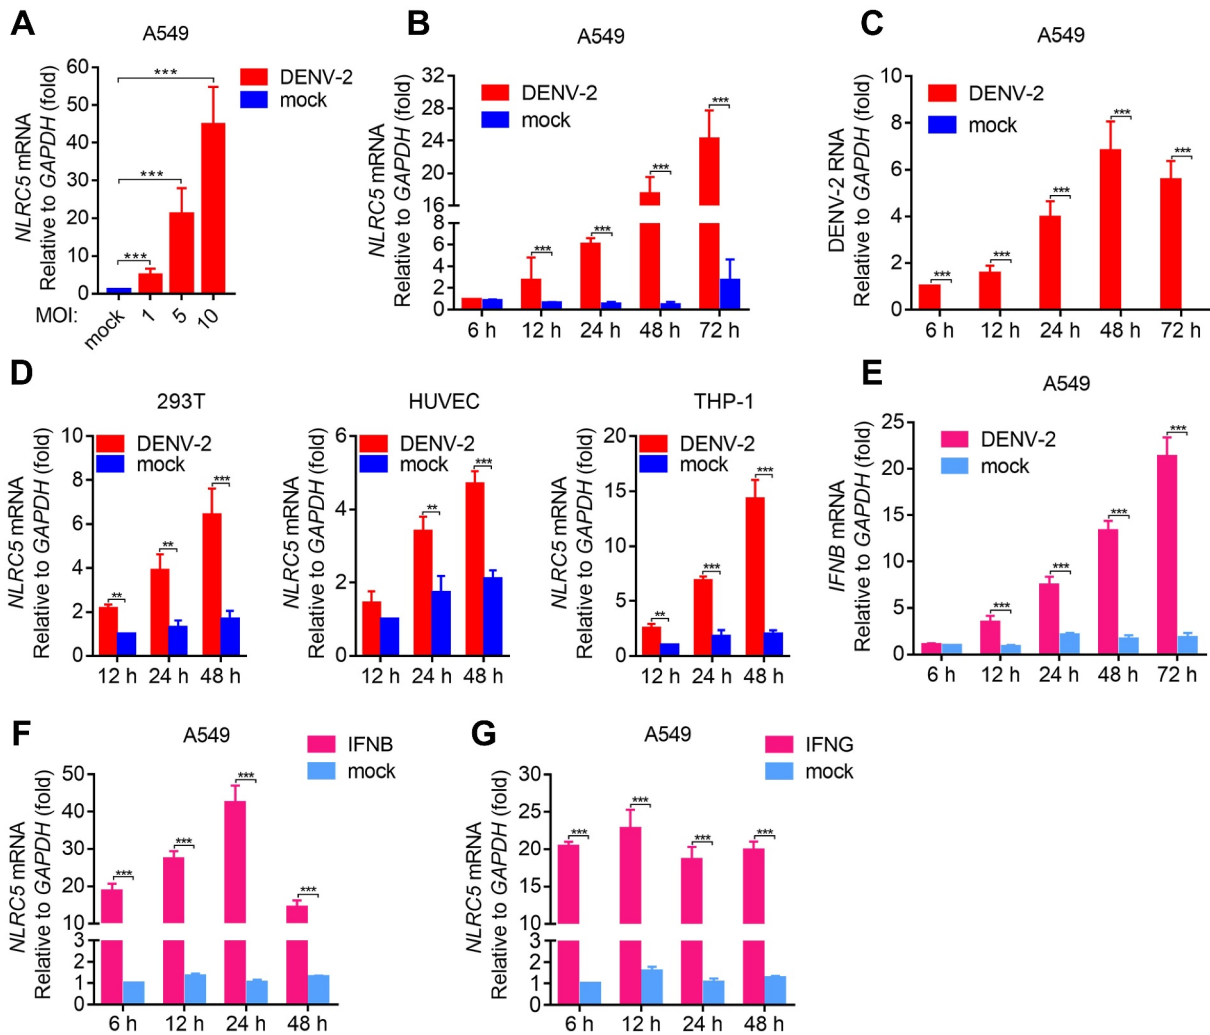 A
A549
NLRC5 mRNA
Relative to GAPDH (fold)
60
50
40
30
20
10
0
***
***
***
DENV-2
mock
MOI:
mock
1
5
10
B
A549
NLRC5 mRNA
Relative to GAPDH (fold)
32
28
24
20
16
8
6
4
2
0
DENV-2
mock
***
***
***
***
6 h
12 h
24 h
48 h
72 h
C
A549
DENV-2 RNA
Relative to GAPDH (fold)
10
8
6
4
2
0
DENV-2
mock
***
***
***
***
***
6 h
12 h
24 h
48 h
72 h
D
293T
NLRC5 mRNA
Relative to GAPDH (fold)
10
8
6
4
2
0
DENV-2
mock
**
**
***
12 h
24 h
48 h
HUVEC
NLRC5 mRNA
Relative to GAPDH (fold)
6
4
2
0
DENV-2
mock
**
***
12 h
24 h
48 h
THP-1
NLRC5 mRNA
Relative to GAPDH (fold)
20
15
10
5
0
DENV-2
mock
**
***
***
12 h
24 h
48 h
E
A549
IFNB mRNA
Relative to GAPDH (fold)
25
20
15
10
5
0
DENV-2
mock
***
***
***
***
6 h
12 h
24 h
48 h
72 h
F
A549
NLRC5 mRNA
Relative to GAPDH (fold)
50
40
30
20
10
3
2
1
0
IFNB
mock
***
***
***
***
6 h
12 h
24 h
48 h
G
A549
NLRC5 mRNA
Relative to GAPDH (fold)
30
25
20
15
10
3
2
1
0
IFNG
mock
***
***
***
***
6 h
12 h
24 h
48 h